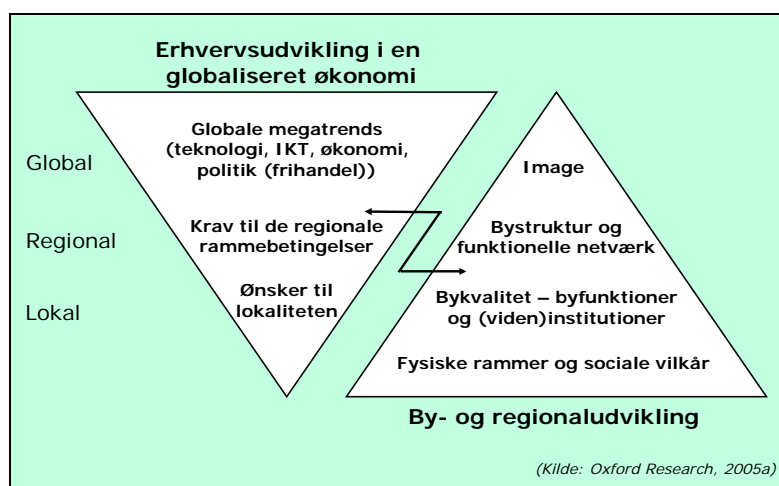 Erhvervsudvikling i en
globaliseret økonomi
Globale megatrends
(teknologi, IKT, økonomi,
politik (frihandel))
Global
Image
Krav til de regionale
rammebetingelser
Regional
Bystruktur og
funktionelle netværk
Ønsker til
lokaliteten
Lokal
Bykvalitet – byfunktioner
og (viden)institutioner
Fysiske rammer og sociale vilkår
By- og regionaludvikling
(Kilde: Oxford Research, 2005a)